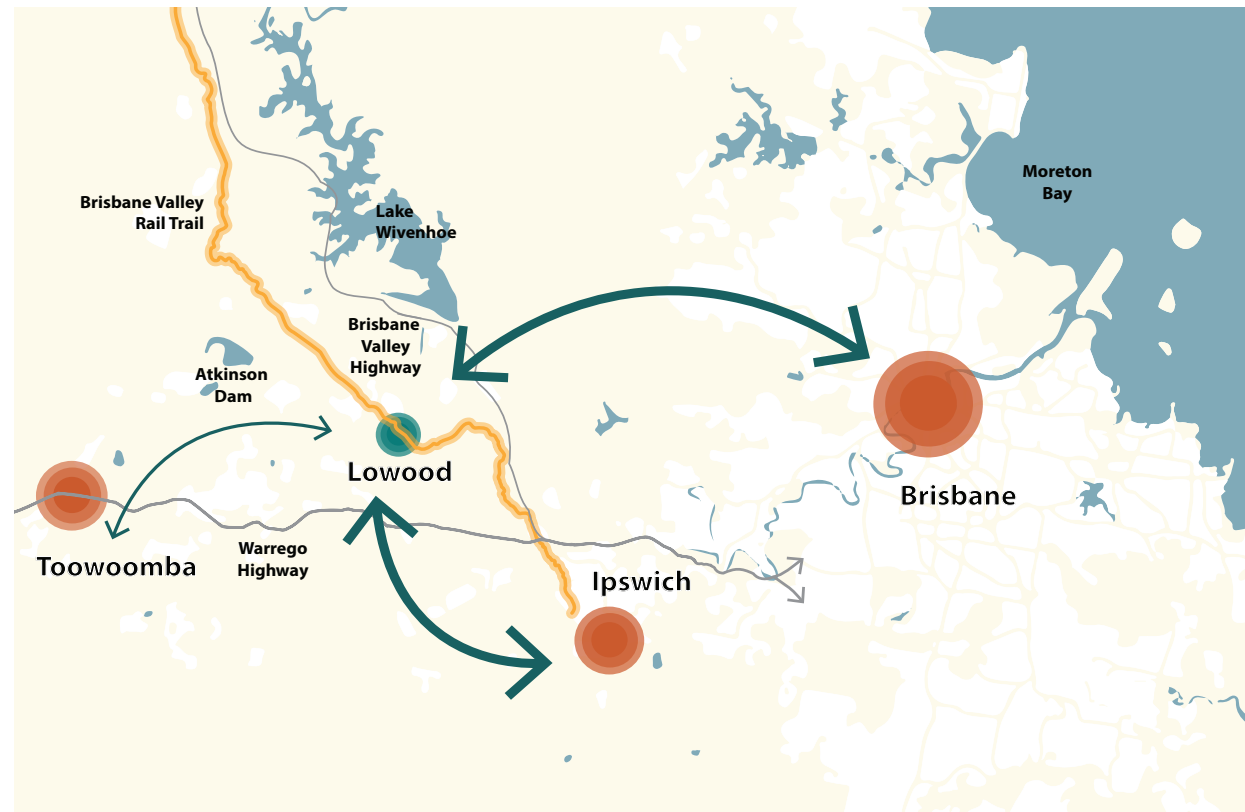 Moreton
Bay
Brisbane Valley
Rail Trail
Lake
Wivenhoe
Brisbane
Valley
Highway
Atkinson
Dam
Lowood
Brisbane
Toowoomba
Warrego
Highway
Ipswich